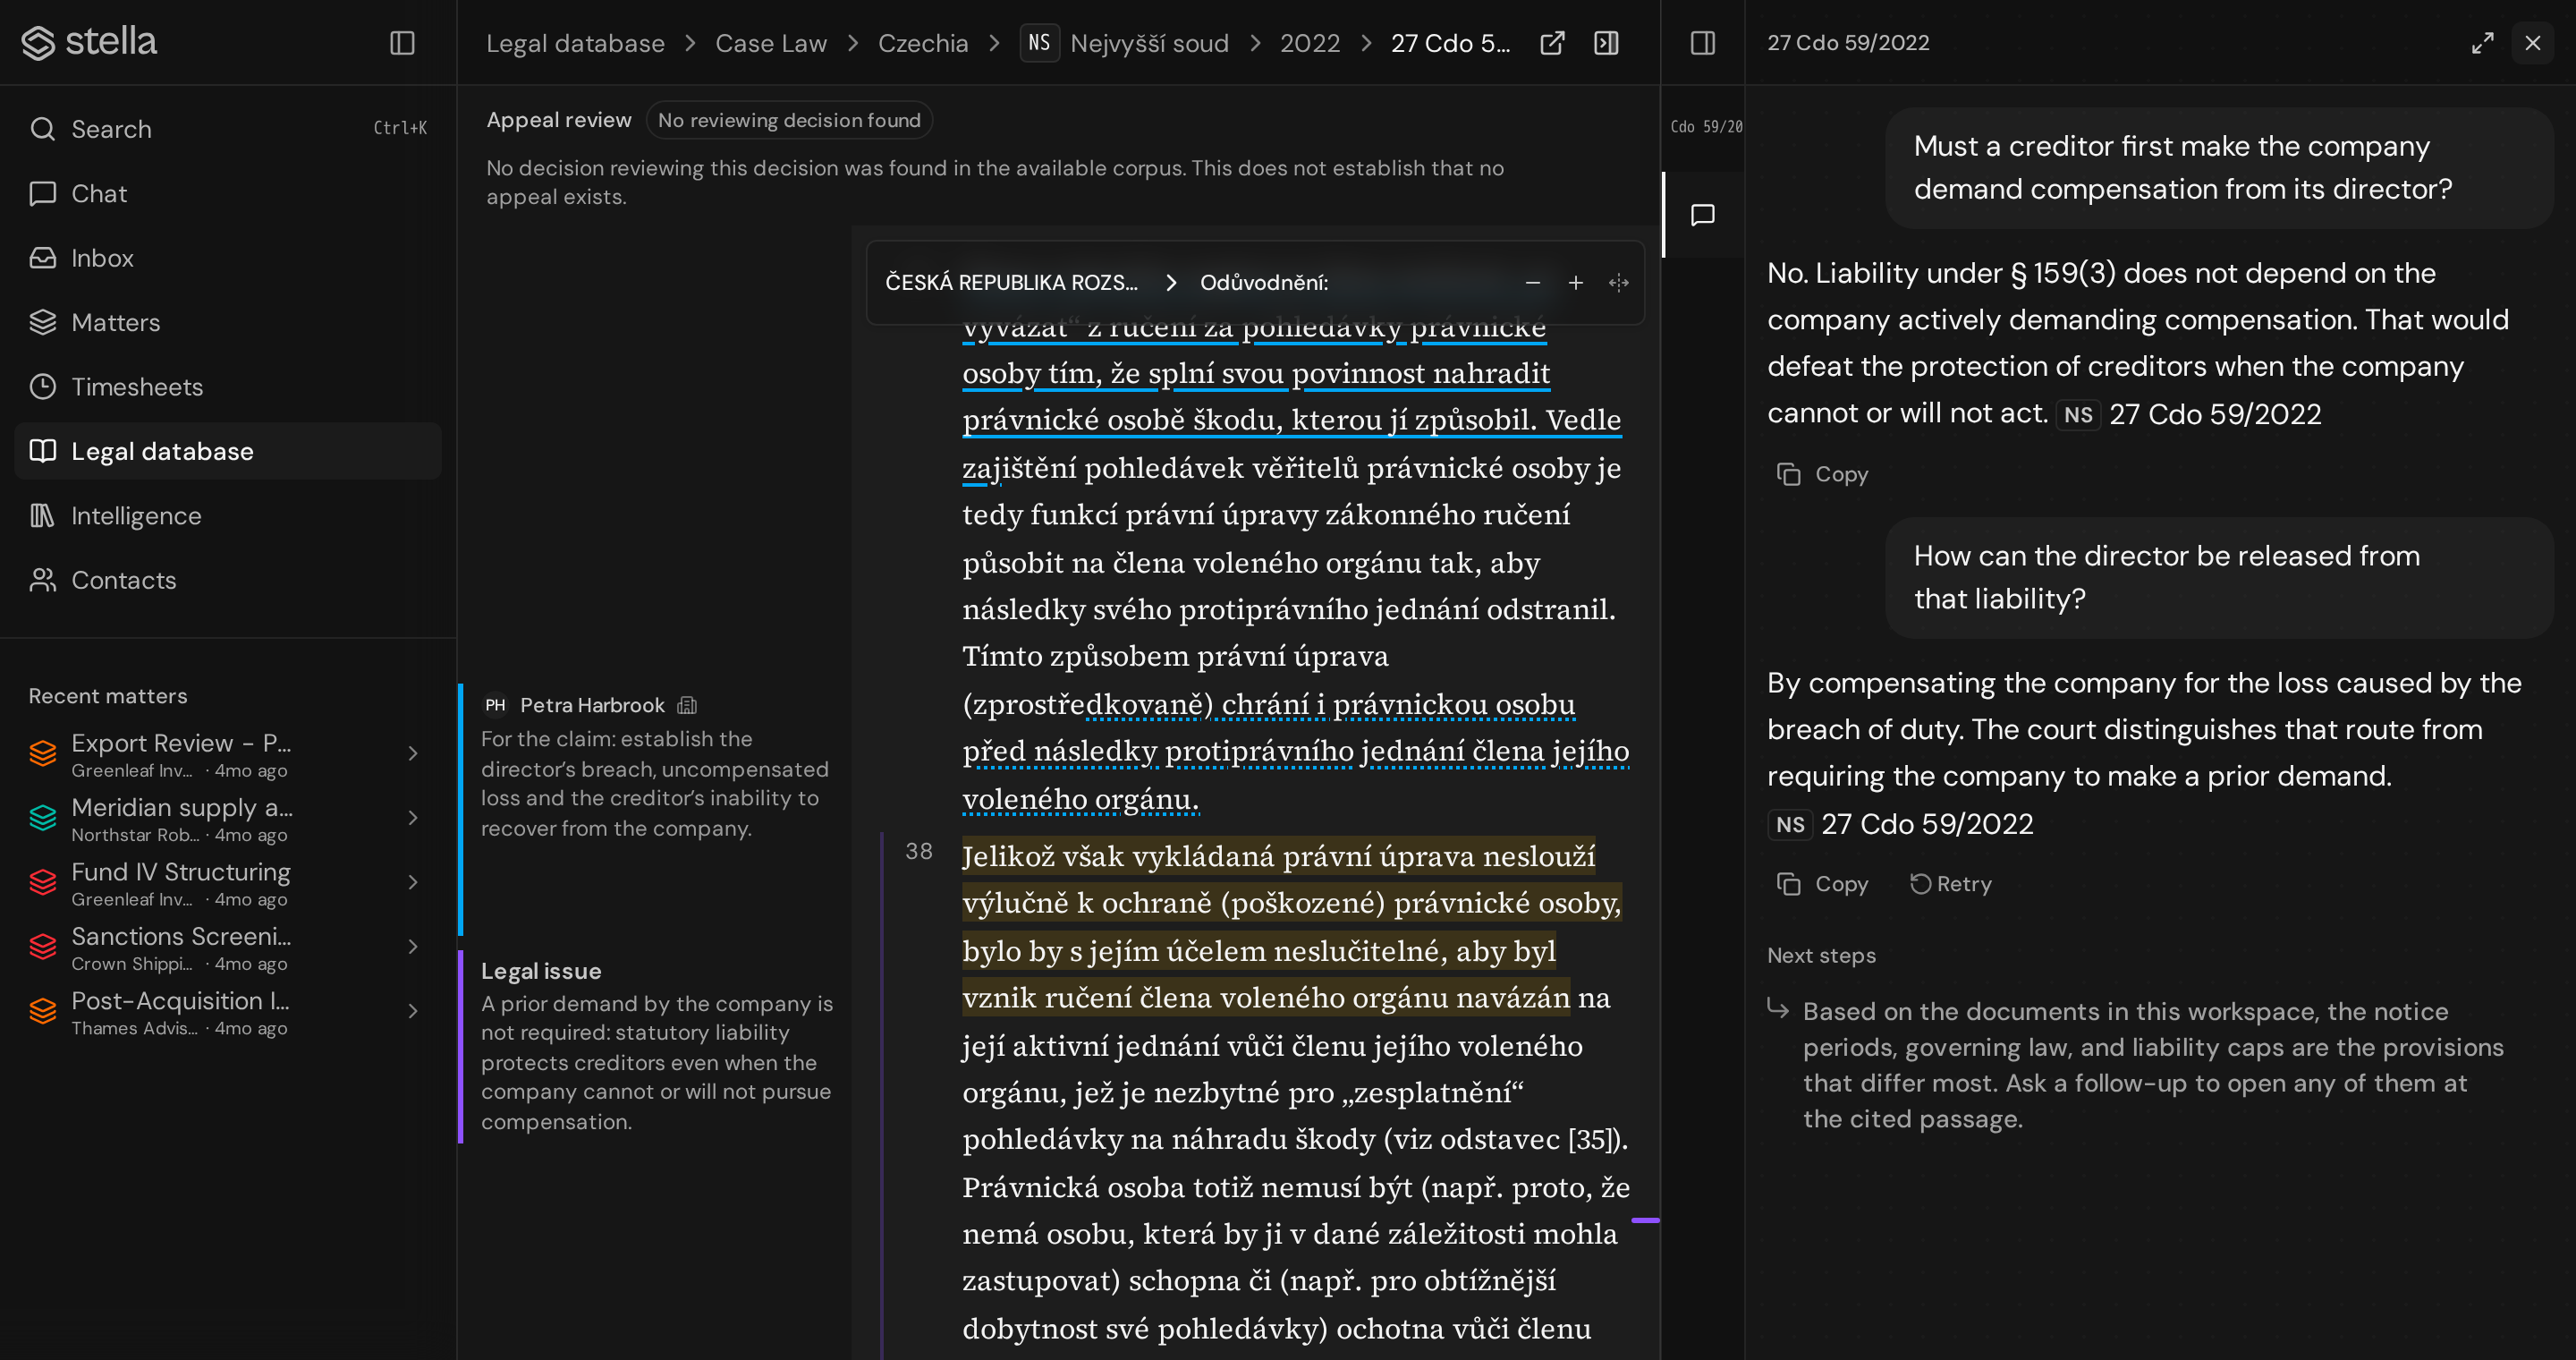 stella
Search Ctrl+K
Chat
Inbox
Matters
Timesheets
Legal database
Intelligence
Contacts
Recent matters
Export Review - P...
Greenleaf Inv... · 4mo ago
Meridian supply a...
Northstar Rob... · 4mo ago
Fund IV Structuring
Greenleaf Inv... · 4mo ago
Sanctions Screeni...
Crown Shippi... · 4mo ago
Post-Acquisition I...
Thames Advis... · 4mo ago
Legal database > Case Law > Czechia > NS Nejvyšší soud > 2022 > 27 Cdo 5...
Appeal review No reviewing decision found
No decision reviewing this decision was found in the available corpus. This does not establish that no
appeal exists.
PH Petra Harbrook
For the claim: establish the
director's breach, uncompensated
loss and the creditor's inability to
recover from the company.
Legal issue
A prior demand by the company is
not required: statutory liability
protects creditors even when the
company cannot or will not pursue
compensation.
ČESKÁ REPUBLIKA ROZS... > Odůvodnění:
vyvázat“ z ručení za pohledávky právnické
osoby tím, že splní svou povinnost nahradit
právnické osobě škodu, kterou jí způsobil. Vedle
zajištění pohledávek věřitelů právnické osoby je
tedy funkcí právní úpravy zákonného ručení
působit na člena voleného orgánu tak, aby
následky svého protiprávního jednání odstranil.
Tímto způsobem právní úprava
(zprostředkovaně) chrání i právnickou osobu
před následky protiprávního jednání člena jejího
voleného orgánu.
38 Jelikož však vykládaná právní úprava neslouží
výlučně k ochraně (poškozené) právnické osoby,
bylo by s jejím účelem neslučitelné, aby byl
vznik ručení člena voleného orgánu navázán na
její aktivní jednání vůči členu jejího voleného
orgánu, jež je nezbytné pro „zesplatnění“
pohledávky na náhradu škody (viz odstavec [35]).
Právnická osoba totiž nemusí být (např. proto, že
nemá osobu, která by ji v dané záležitosti mohla
zastupovat) schopna či (např. pro obtížnější
dobytnost své pohledávky) ochotna vůči členu
Cdo 59/20
27 Cdo 59/2022
Must a creditor first make the company
demand compensation from its director?
No. Liability under § 159(3) does not depend on the
company actively demanding compensation. That would
defeat the protection of creditors when the company
cannot or will not act. NS 27 Cdo 59/2022
Copy
How can the director be released from
that liability?
By compensating the company for the loss caused by the
breach of duty. The court distinguishes that route from
requiring the company to make a prior demand.
NS 27 Cdo 59/2022
Copy Retry
Next steps
Based on the documents in this workspace, the notice
periods, governing law, and liability caps are the provisions
that differ most. Ask a follow-up to open any of them at
the cited passage.